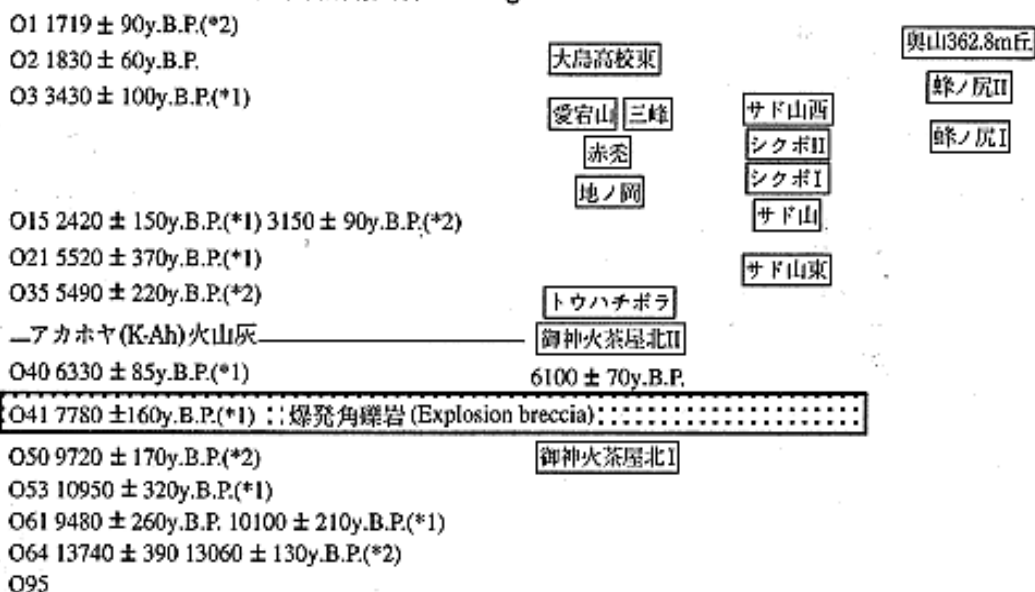 O1 1719 ± 90y.B.P.(*2)
奥山362.8m丘
O2 1830 ± 60y.B.P.
大島高校東
蜂ノ尻II
O3 3430 ± 100y.B.P.(*1)
愛宕山 三峰
サド山西
蜂ノ尻I
赤禿
シクボII
地ノ岡
シクボI
O15 2420 ± 150y.B.P.(*1) 3150 ± 90y.B.P.(*2)
サド山
O21 5520 ± 370y.B.P.(*1)
サド山東
O35 5490 ± 220y.B.P.(*2)
トウハチボラ
アカホヤ(K-Ah)火山灰
御神火茶屋北II
O40 6330 ± 85y.B.P.(*1)
6100 ± 70y.B.P.
O41 7780 ±160y.B.P.(*1) 爆発角礫岩 (Explosion breccia)
O50 9720 ± 170y.B.P.(*2)
御神火茶屋北I
O53 10950 ± 320y.B.P.(*1)
O61 9480 ± 260y.B.P. 10100 ± 210y.B.P.(*1)
O64 13740 ± 390 13060 ± 130y.B.P.(*2)
O95